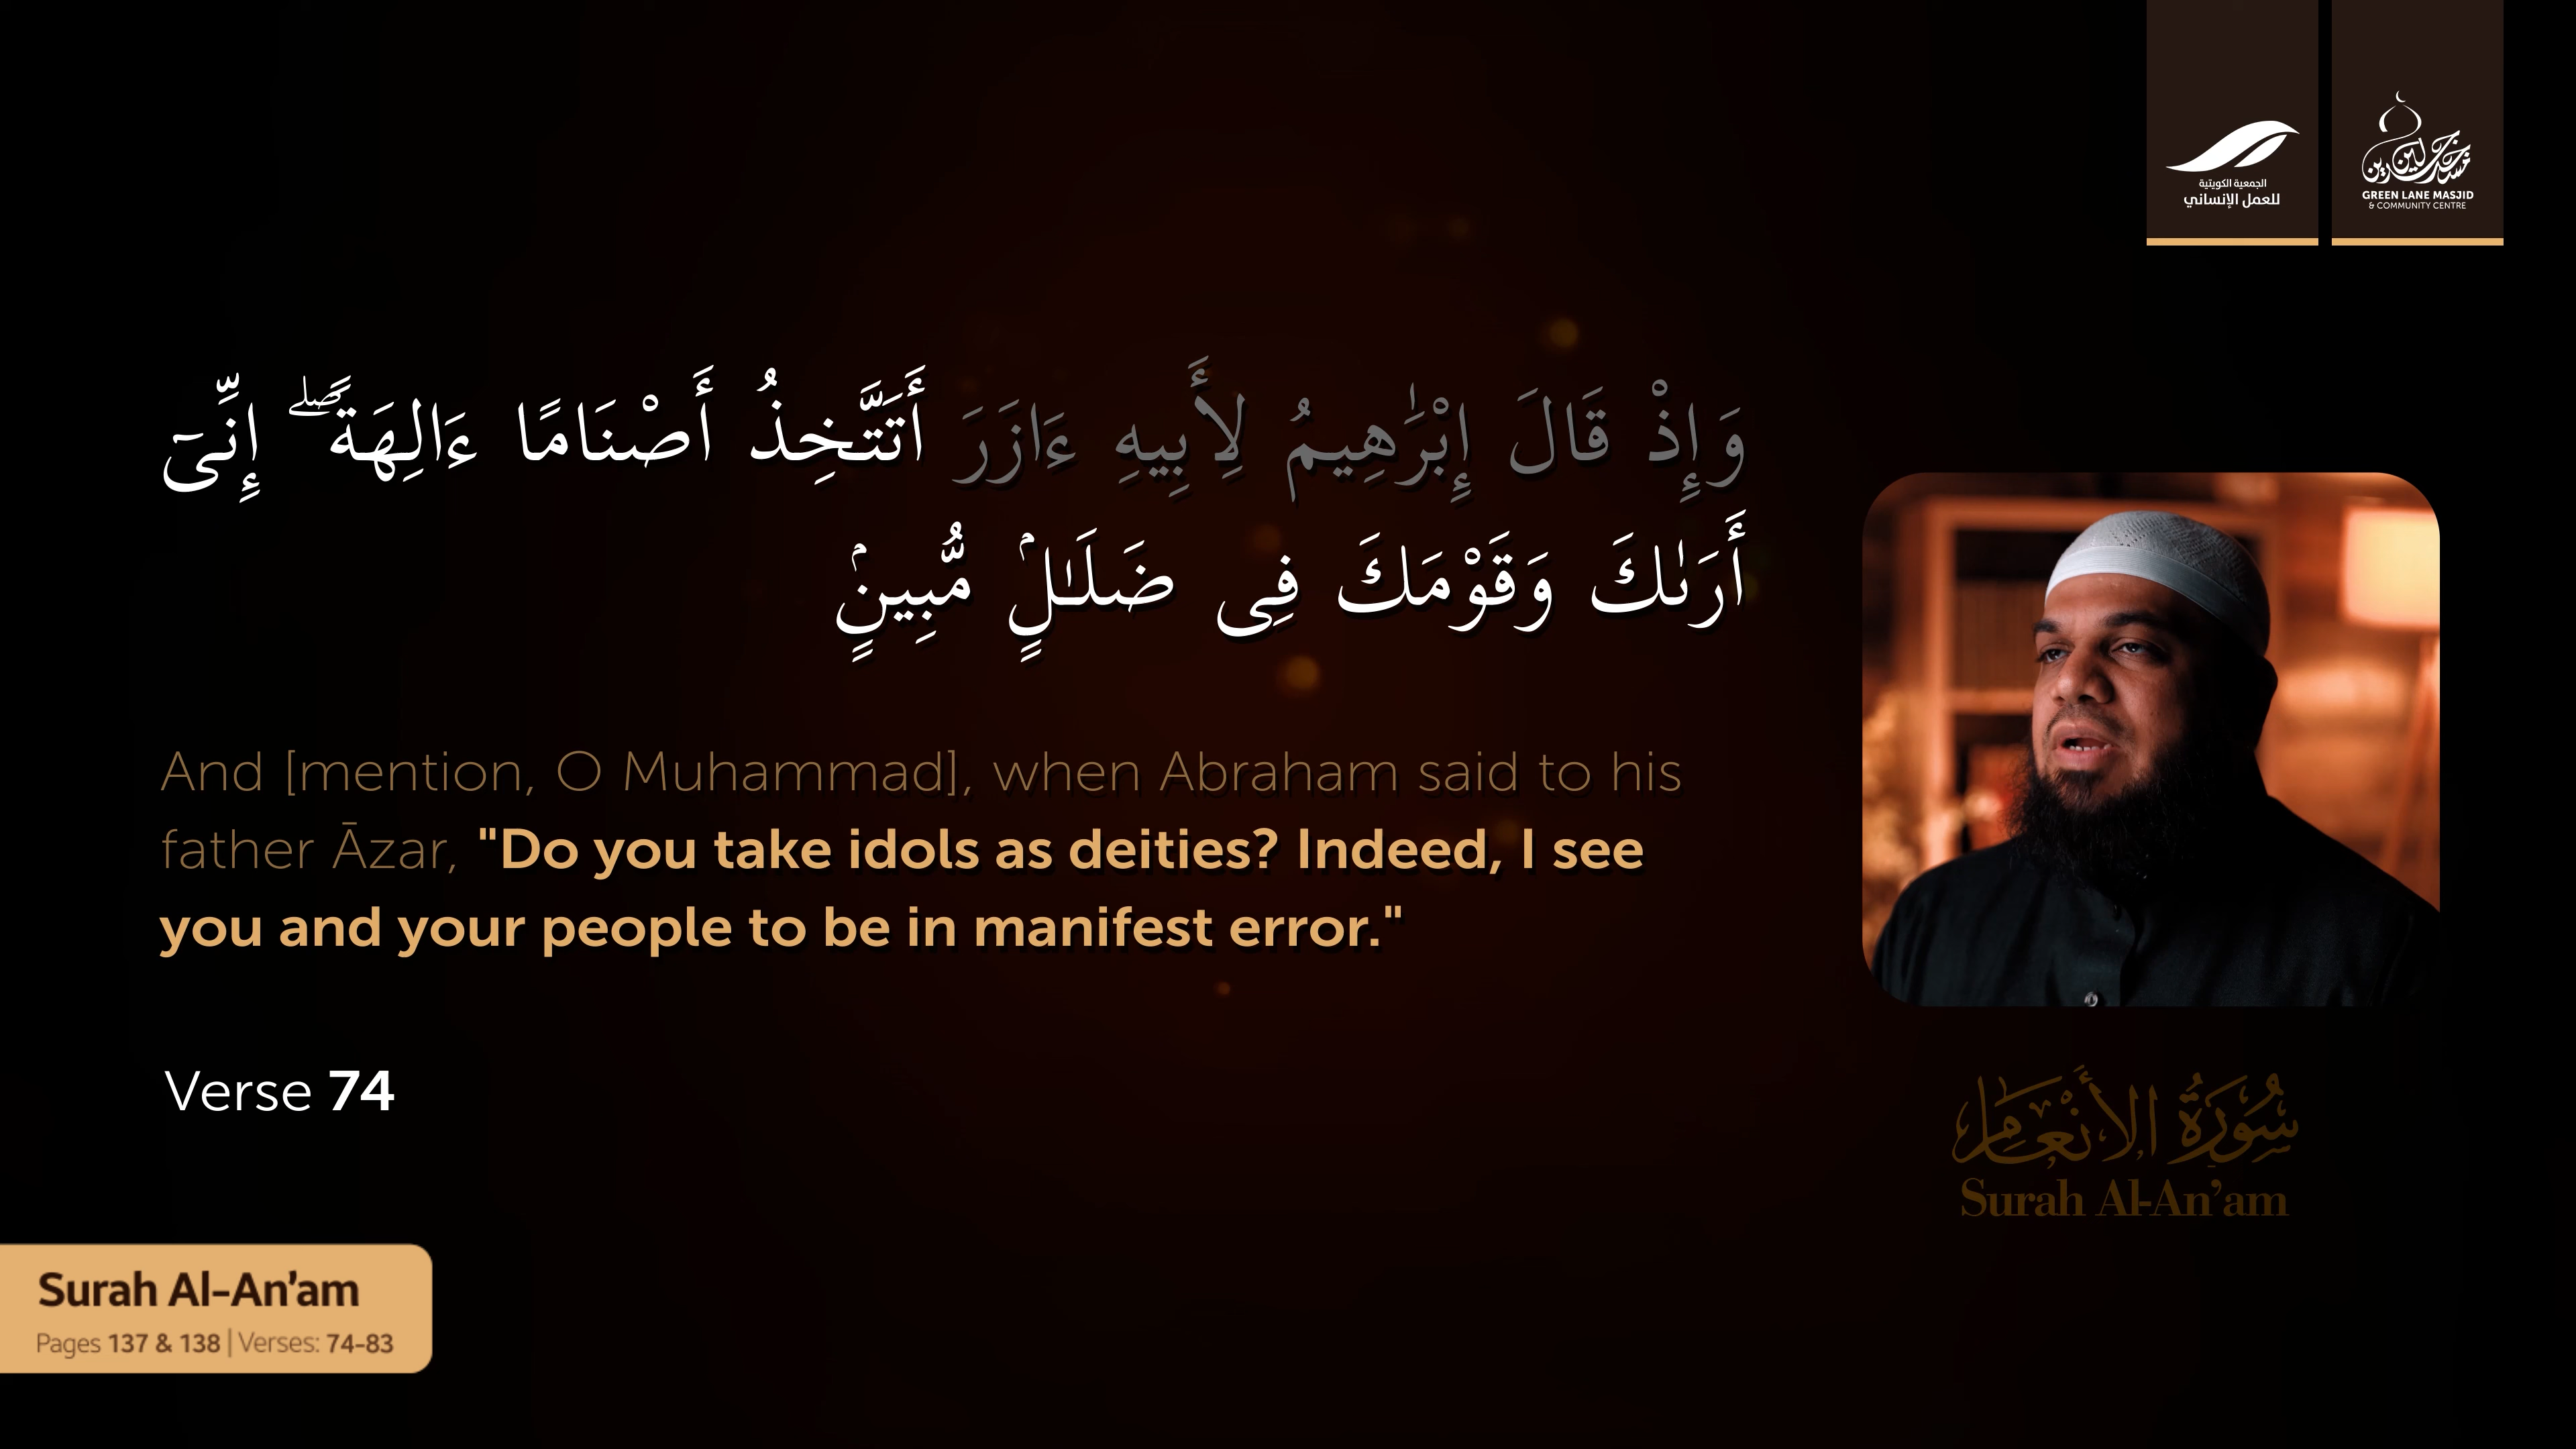 الجمعية الكويتية
للعمل الإنساني
مسجد جرين لين
GREEN LANE MASJID
& COMMUNITY CENTRE
وَإِذْ قَالَ إِبْرَٰهِيمُ لِأَبِيهِ ءَازَرَ أَتَتَّخِذُ أَصْنَامًا ءَالِهَةً ۖ إِنِّىٓ
أَرَىٰكَ وَقَوْمَكَ فِى ضَلَـٰلٍۢ مُّبِينٍۢ
And [mention, O Muhammad], when Abraham said to his
father Āzar, "Do you take idols as deities? Indeed, I see
you and your people to be in manifest error."
Verse 74
سُورَةُ الأَنْعَامِ
Surah Al-An’am
Surah Al-An’am
Pages 137 & 138 | Verses: 74-83